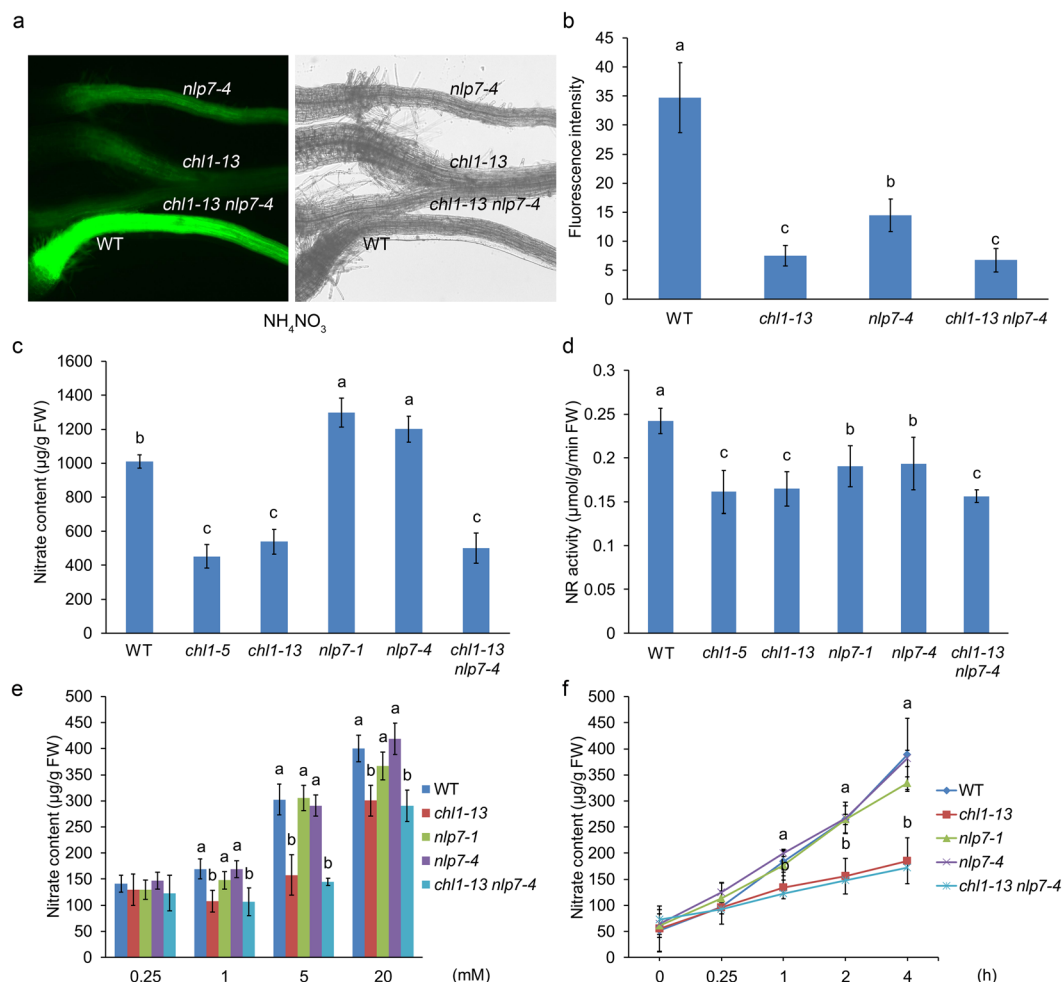 a
nlp7-4
chl1-13
chl1-13 nlp7-4
WT
nlp7-4
chl1-13
chl1-13 nlp7-4
WT
NH4NO3
b
Fluorescence intensity
45
40
35
30
25
20
15
10
5
0
a
c
b
c
WT
chl1-13
nlp7-4
chl1-13 nlp7-4
c
Nitrate content (µg/g FW)
1600
1400
1200
1000
800
600
400
200
0
b
c
c
a
a
c
WT
chl1-5
chl1-13
nlp7-1
nlp7-4
chl1-13
nlp7-4
d
NR activity (µmol/g/min FW)
0.3
0.25
0.2
0.15
0.1
0.05
0
a
c
c
b
b
c
WT
chl1-5
chl1-13
nlp7-1
nlp7-4
chl1-13
nlp7-4
e
Nitrate content (µg/g FW)
500
450
400
350
300
250
200
150
100
50
0
a
b
a
a
b
a
b
a
a
b
a
b
a
a
b
0.25
1
5
20
(mM)
WT
chl1-13
nlp7-1
nlp7-4
chl1-13 nlp7-4
f
Nitrate content (µg/g FW)
500
450
400
350
300
250
200
150
100
50
0
a
b
a
b
a
b
0
0.25
1
2
4
(h)
WT
chl1-13
nlp7-1
nlp7-4
chl1-13 nlp7-4